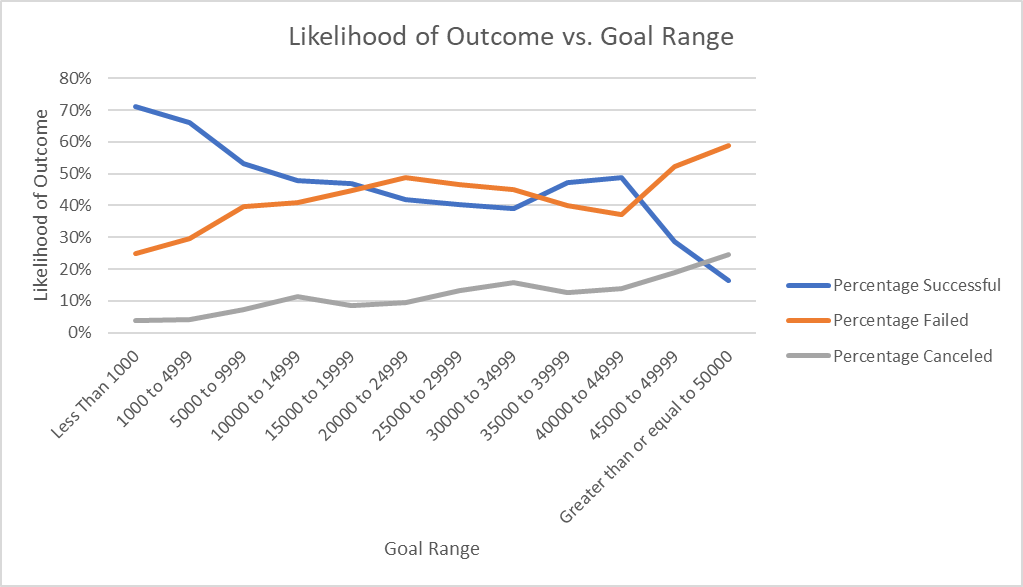 Likelihood of Outcome vs. Goal Range
Likelihood of Outcome
80%
70%
60%
50%
40%
30%
20%
10%
0%
Less Than 1000
1000 to 4999
5000 to 9999
10000 to 14999
15000 to 19999
20000 to 24999
25000 to 29999
30000 to 34999
35000 to 39999
40000 to 44999
45000 to 49999
Greater than or equal to 50000
Goal Range
Percentage Successful
Percentage Failed
Percentage Canceled